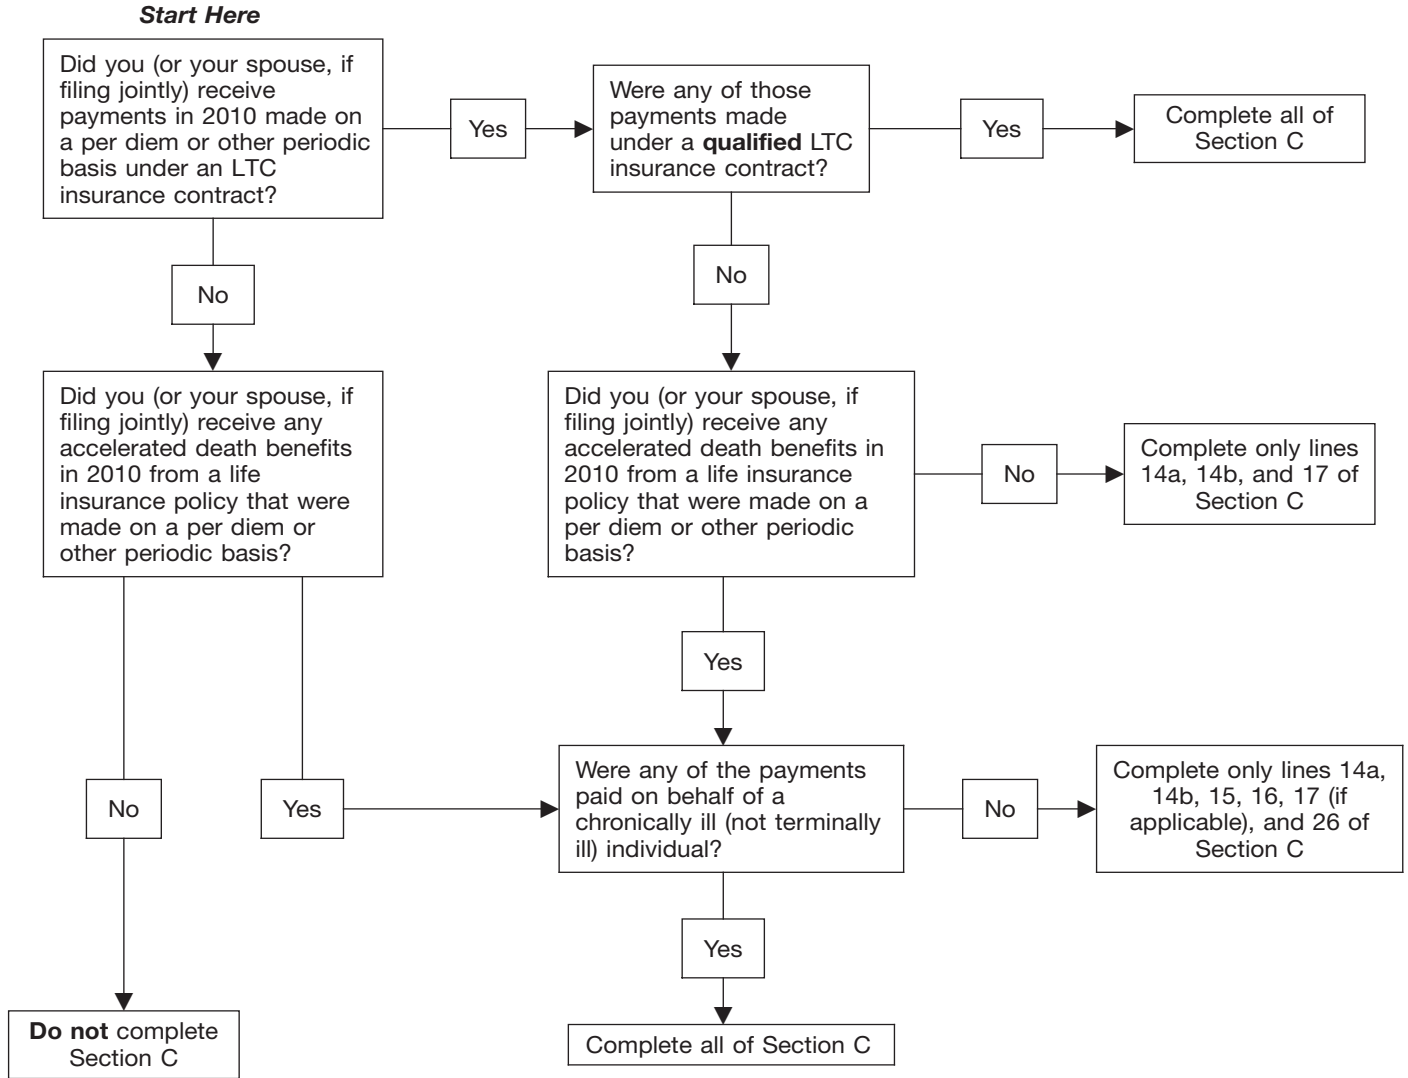 Start Here
Did you (or your spouse, if
filing jointly) receive
payments in 2010 made on
a per diem or other periodic
basis under an LTC
insurance contract?
Yes
Were any of those
payments made
under a qualified LTC
insurance contract?
Yes
Complete all of
Section C
No
No
Did you (or your spouse, if
filing jointly) receive any
accelerated death benefits
in 2010 from a life
insurance policy that were
made on a per diem or
other periodic basis?
Did you (or your spouse, if
filing jointly) receive any
accelerated death benefits in
2010 from a life insurance
policy that were made on a
per diem or other periodic
basis?
No
Complete only lines
14a, 14b, and 17 of
Section C
Yes
No
Yes
Were any of the payments
paid on behalf of a
chronically ill (not terminally
ill) individual?
No
Complete only lines 14a,
14b, 15, 16, 17 (if
applicable), and 26 of
Section C
Yes
Do not complete
Section C
Complete all of Section C